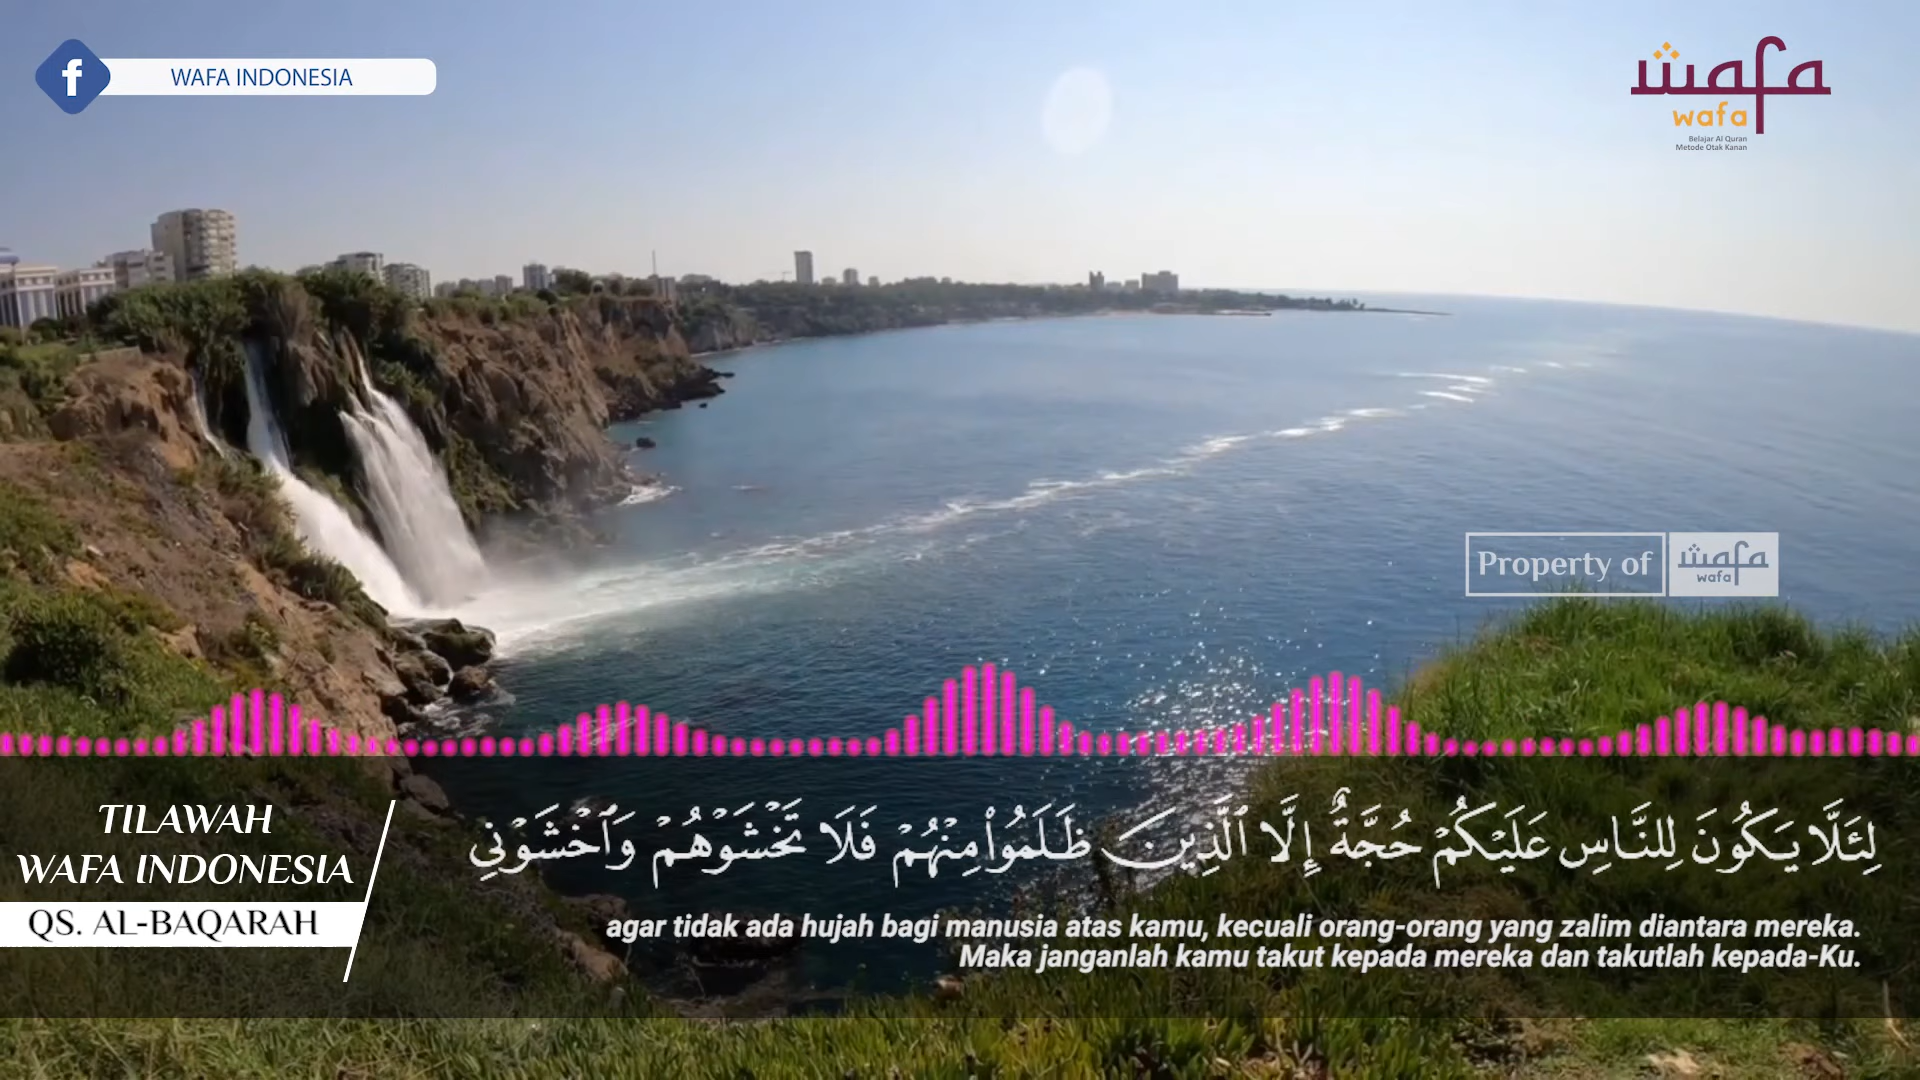 WAFA INDONESIA
wafa
wafa
Belajar Al Quran
Metode Otak Kanan
Property of
wafa
wafa
TILAWAH
WAFA INDONESIA
QS. AL-BAQARAH
لِئَلَّا يَكُونَ لِلنَّاسِ عَلَيْكُمْ حُجَّةٌ إِلَّا ٱلَّذِينَ ظَلَمُوا۟ مِنْهُمْ فَلَا تَخْشَوْهُمْ وَٱخْشَوْنِى
agar tidak ada hujah bagi manusia atas kamu, kecuali orang-orang yang zalim diantara mereka.
Maka janganlah kamu takut kepada mereka dan takutlah kepada-Ku.